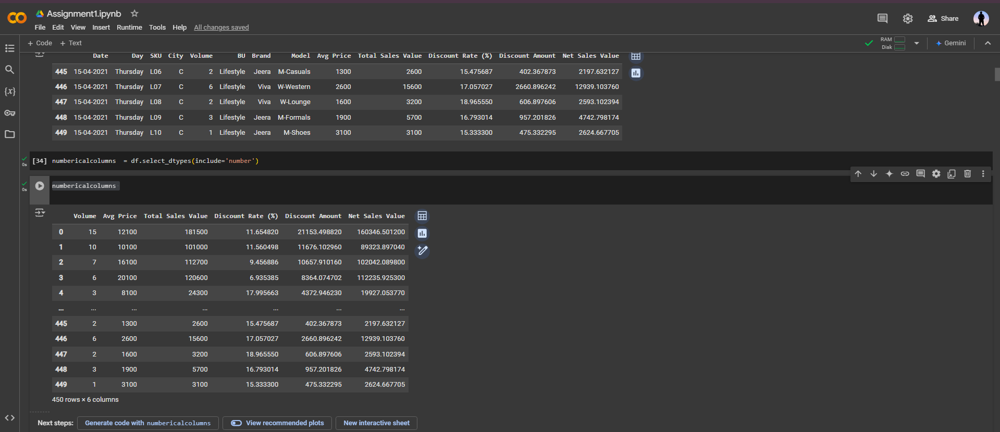 Assignment1.ipynb
File Edit View Insert Runtime Tools Help All changes saved
Share
+ Code + Text
RAM
Disk
Gemini
Date Day SKU City Volume BU Brand Model Avg Price Total Sales Value Discount Rate (%) Discount Amount Net Sales Value
445 15-04-2021 Thursday L06 C 2 Lifestyle Jeera M-Casuals 1300 2600 15.475687 402.367873 2197.632127
446 15-04-2021 Thursday L07 C 6 Lifestyle Viva W-Western 2600 15600 17.057027 2660.896242 12939.103760
447 15-04-2021 Thursday L08 C 2 Lifestyle Viva W-Lounge 1600 3200 18.965550 606.897606 2593.102394
448 15-04-2021 Thursday L09 C 3 Lifestyle Jeera M-Formals 1900 5700 16.793014 957.201826 4742.798174
449 15-04-2021 Thursday L10 C 1 Lifestyle Jeera M-Shoes 3100 3100 15.333300 475.332295 2624.667705
0s
[34] numbericalcolumns = df.select_dtypes(include='number')
0s
numbericalcolumns
Volume Avg Price Total Sales Value Discount Rate (%) Discount Amount Net Sales Value
0 15 12100 181500 11.654820 21153.498820 160346.501200
1 10 10100 101000 11.560498 11676.102960 89323.897040
2 7 16100 112700 9.456886 10657.910160 102042.089800
3 6 20100 120600 6.935385 8364.074702 112235.925300
4 3 8100 24300 17.995663 4372.946230 19927.053770
... ... ... ... ... ... ...
445 2 1300 2600 15.475687 402.367873 2197.632127
446 6 2600 15600 17.057027 2660.896242 12939.103760
447 2 1600 3200 18.965550 606.897606 2593.102394
448 3 1900 5700 16.793014 957.201826 4742.798174
449 1 3100 3100 15.333300 475.332295 2624.667705
450 rows × 6 columns
Next steps: Generate code with numbericalcolumns View recommended plots New interactive sheet